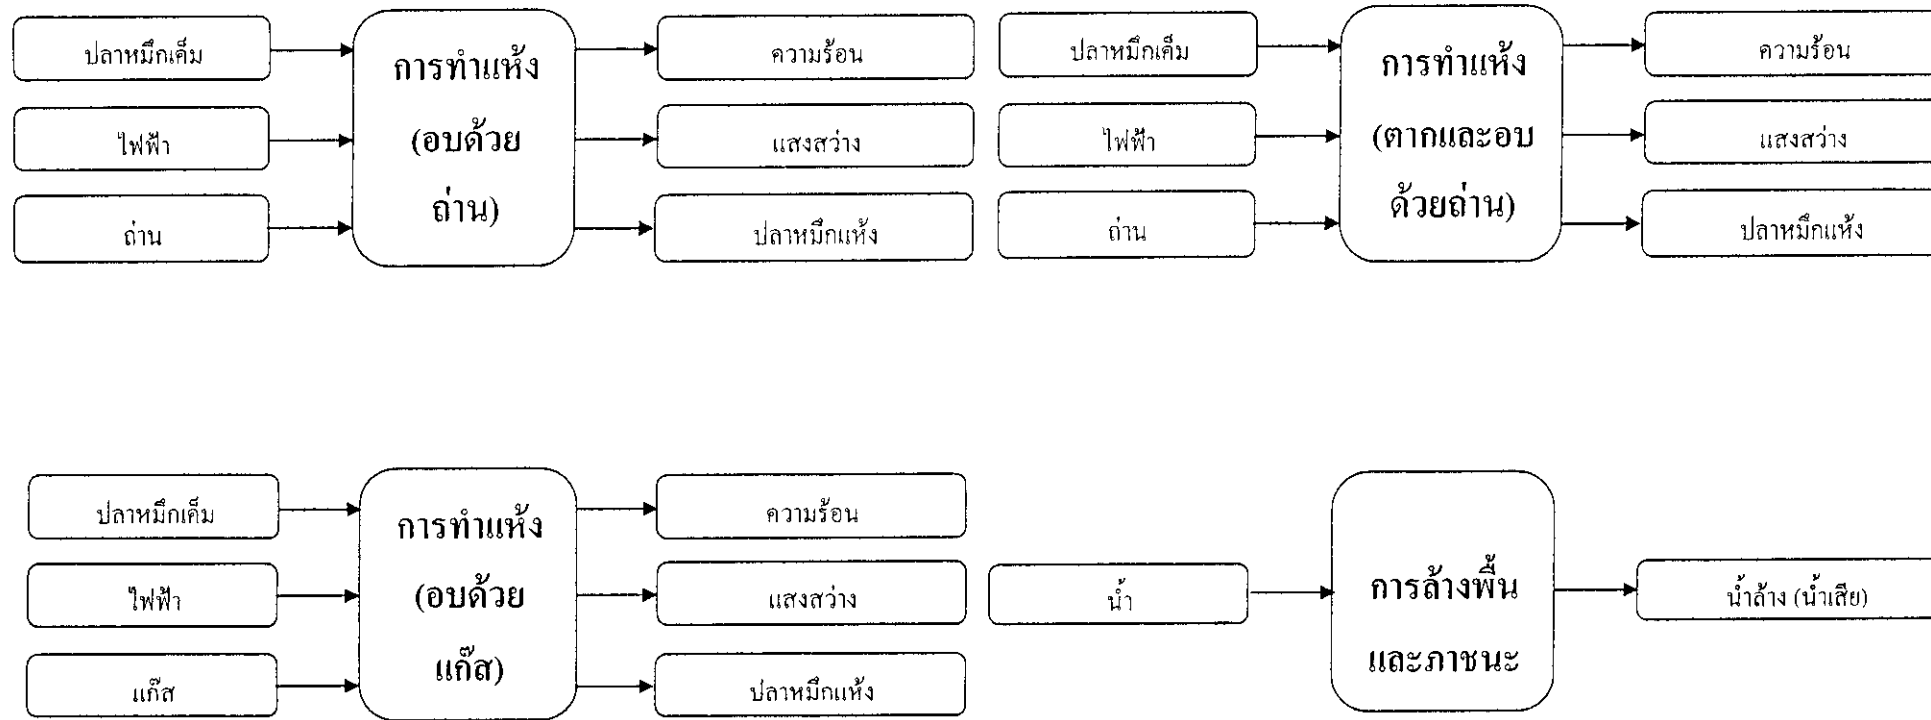 ปลาหมึกเค็ม
ไฟฟ้า
ถ่าน
การทำแห้ง
(อบด้วย
ถ่าน)
ความร้อน
แสงสว่าง
ปลาหมึกแห้ง
ปลาหมึกเค็ม
ไฟฟ้า
ถ่าน
การทำแห้ง
(ตากและอบ
ด้วยถ่าน)
ความร้อน
แสงสว่าง
ปลาหมึกแห้ง
ปลาหมึกเค็ม
ไฟฟ้า
แก๊ส
การทำแห้ง
(อบด้วย
แก๊ส)
ความร้อน
แสงสว่าง
ปลาหมึกแห้ง
น้ำ
การล้างพื้น
และภาชนะ
น้ำล้าง (น้ำเสีย)